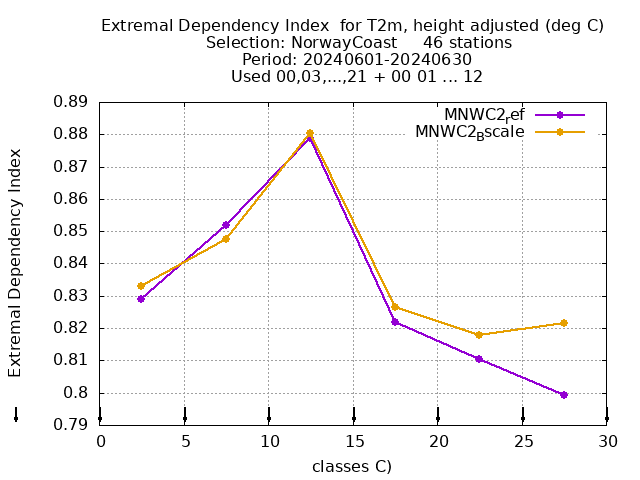 Extremal Dependency Index  for T2m, height adjusted (deg C)
Selection: NorwayCoast     46 stations
Period: 20240601-20240630
Used 00,03,...,21 + 00 01 ... 12
MNWC2ref
MNWC2Bscale
0.89
0.88
0.87
0.86
0.85
0.84
0.83
0.82
0.81
0.8
0.79
Extremal Dependency Index
0 5 10 15 20 25 30
classes C)